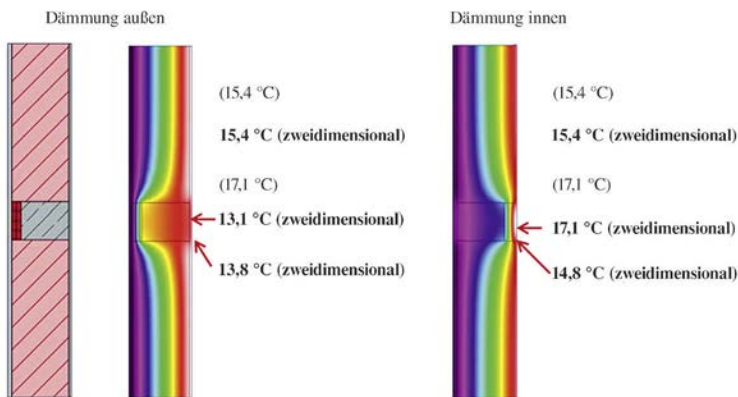 Dämmung außen
(15,4 °C)
15,4 °C (zweidimensional)
(17,1 °C)
13,1 °C (zweidimensional)
13,8 °C (zweidimensional)
Dämmung innen
(15,4 °C)
15,4 °C (zweidimensional)
(17,1 °C)
17,1 °C (zweidimensional)
14,8 °C (zweidimensional)